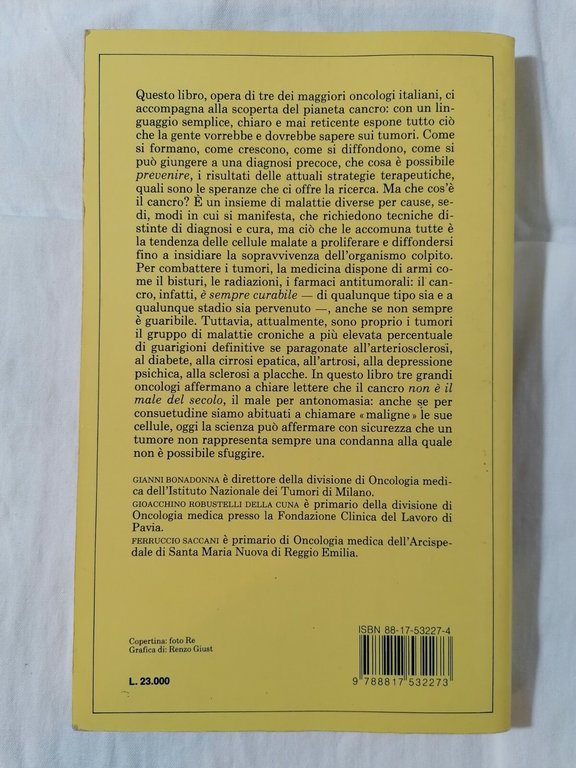 Questo libro, opera di tre dei maggiori oncologi italiani, ci
accompagna alla scoperta del pianeta cancro: con un lin-
guaggio semplice, chiaro e mai reticente espone tutto ciò
che la gente vorrebbe e dovrebbe sapere sui tumori. Come
si formano, come crescono, come si diffondono, come si
può giungere a una diagnosi precoce, che cosa è possibile
prevenire, i risultati delle attuali strategie terapeutiche,
quali sono le speranze che ci offre la ricerca. Ma che cos'è
il cancro? È un insieme di malattie diverse per cause, se-
di, modi in cui si manifesta, che richiedono tecniche di-
stinte di diagnosi e cura, ma ciò che le accomuna tutte è
la tendenza delle cellule malate a proliferare e diffondersi
fino a insidiare la sopravvivenza dell'organismo colpito.
Per combattere i tumori, la medicina dispone di armi co-
me il bisturi, le radiazioni, i farmaci antitumorali: il can-
cro, infatti, è sempre curabile — di qualunque tipo sia e a
qualunque stadio sia pervenuto —, anche se non sempre
è guaribile. Tuttavia, attualmente, sono proprio i tumori
il gruppo di malattie croniche a più elevata percentuale
di guarigioni definitive se paragonate all'arteriosclerosi,
al diabete, alla cirrosi epatica, all'artrosi, alla depressione
psichica, alla sclerosi a placche. In questo libro tre grandi
oncologi affermano a chiare lettere che il cancro non è il
male del secolo, il male per antonomasia: anche se per
consuetudine siamo abituati a chiamare «maligne» le sue
cellule, oggi la scienza può affermare con sicurezza che un
tumore non rappresenta sempre una condanna alla quale
non è possibile sfuggire.
GIANNI BONADONNA è direttore della divisione di Oncologia medi-
ca dell'Istituto Nazionale dei Tumori di Milano.
GIOACCHINO ROBUSTELLI DELLA CUNA è primario della divisione di
Oncologia medica presso la Fondazione Clinica del Lavoro di
Pavia.
FERRUCCIO SACCANI è primario di Oncologia medica dell'Arcispe-
dale di Santa Maria Nuova di Reggio Emilia.
ISBN 88-17-53227-4
Copertina: foto Re
Grafica di: Renzo Giust
L. 23.000
9 788817 532273